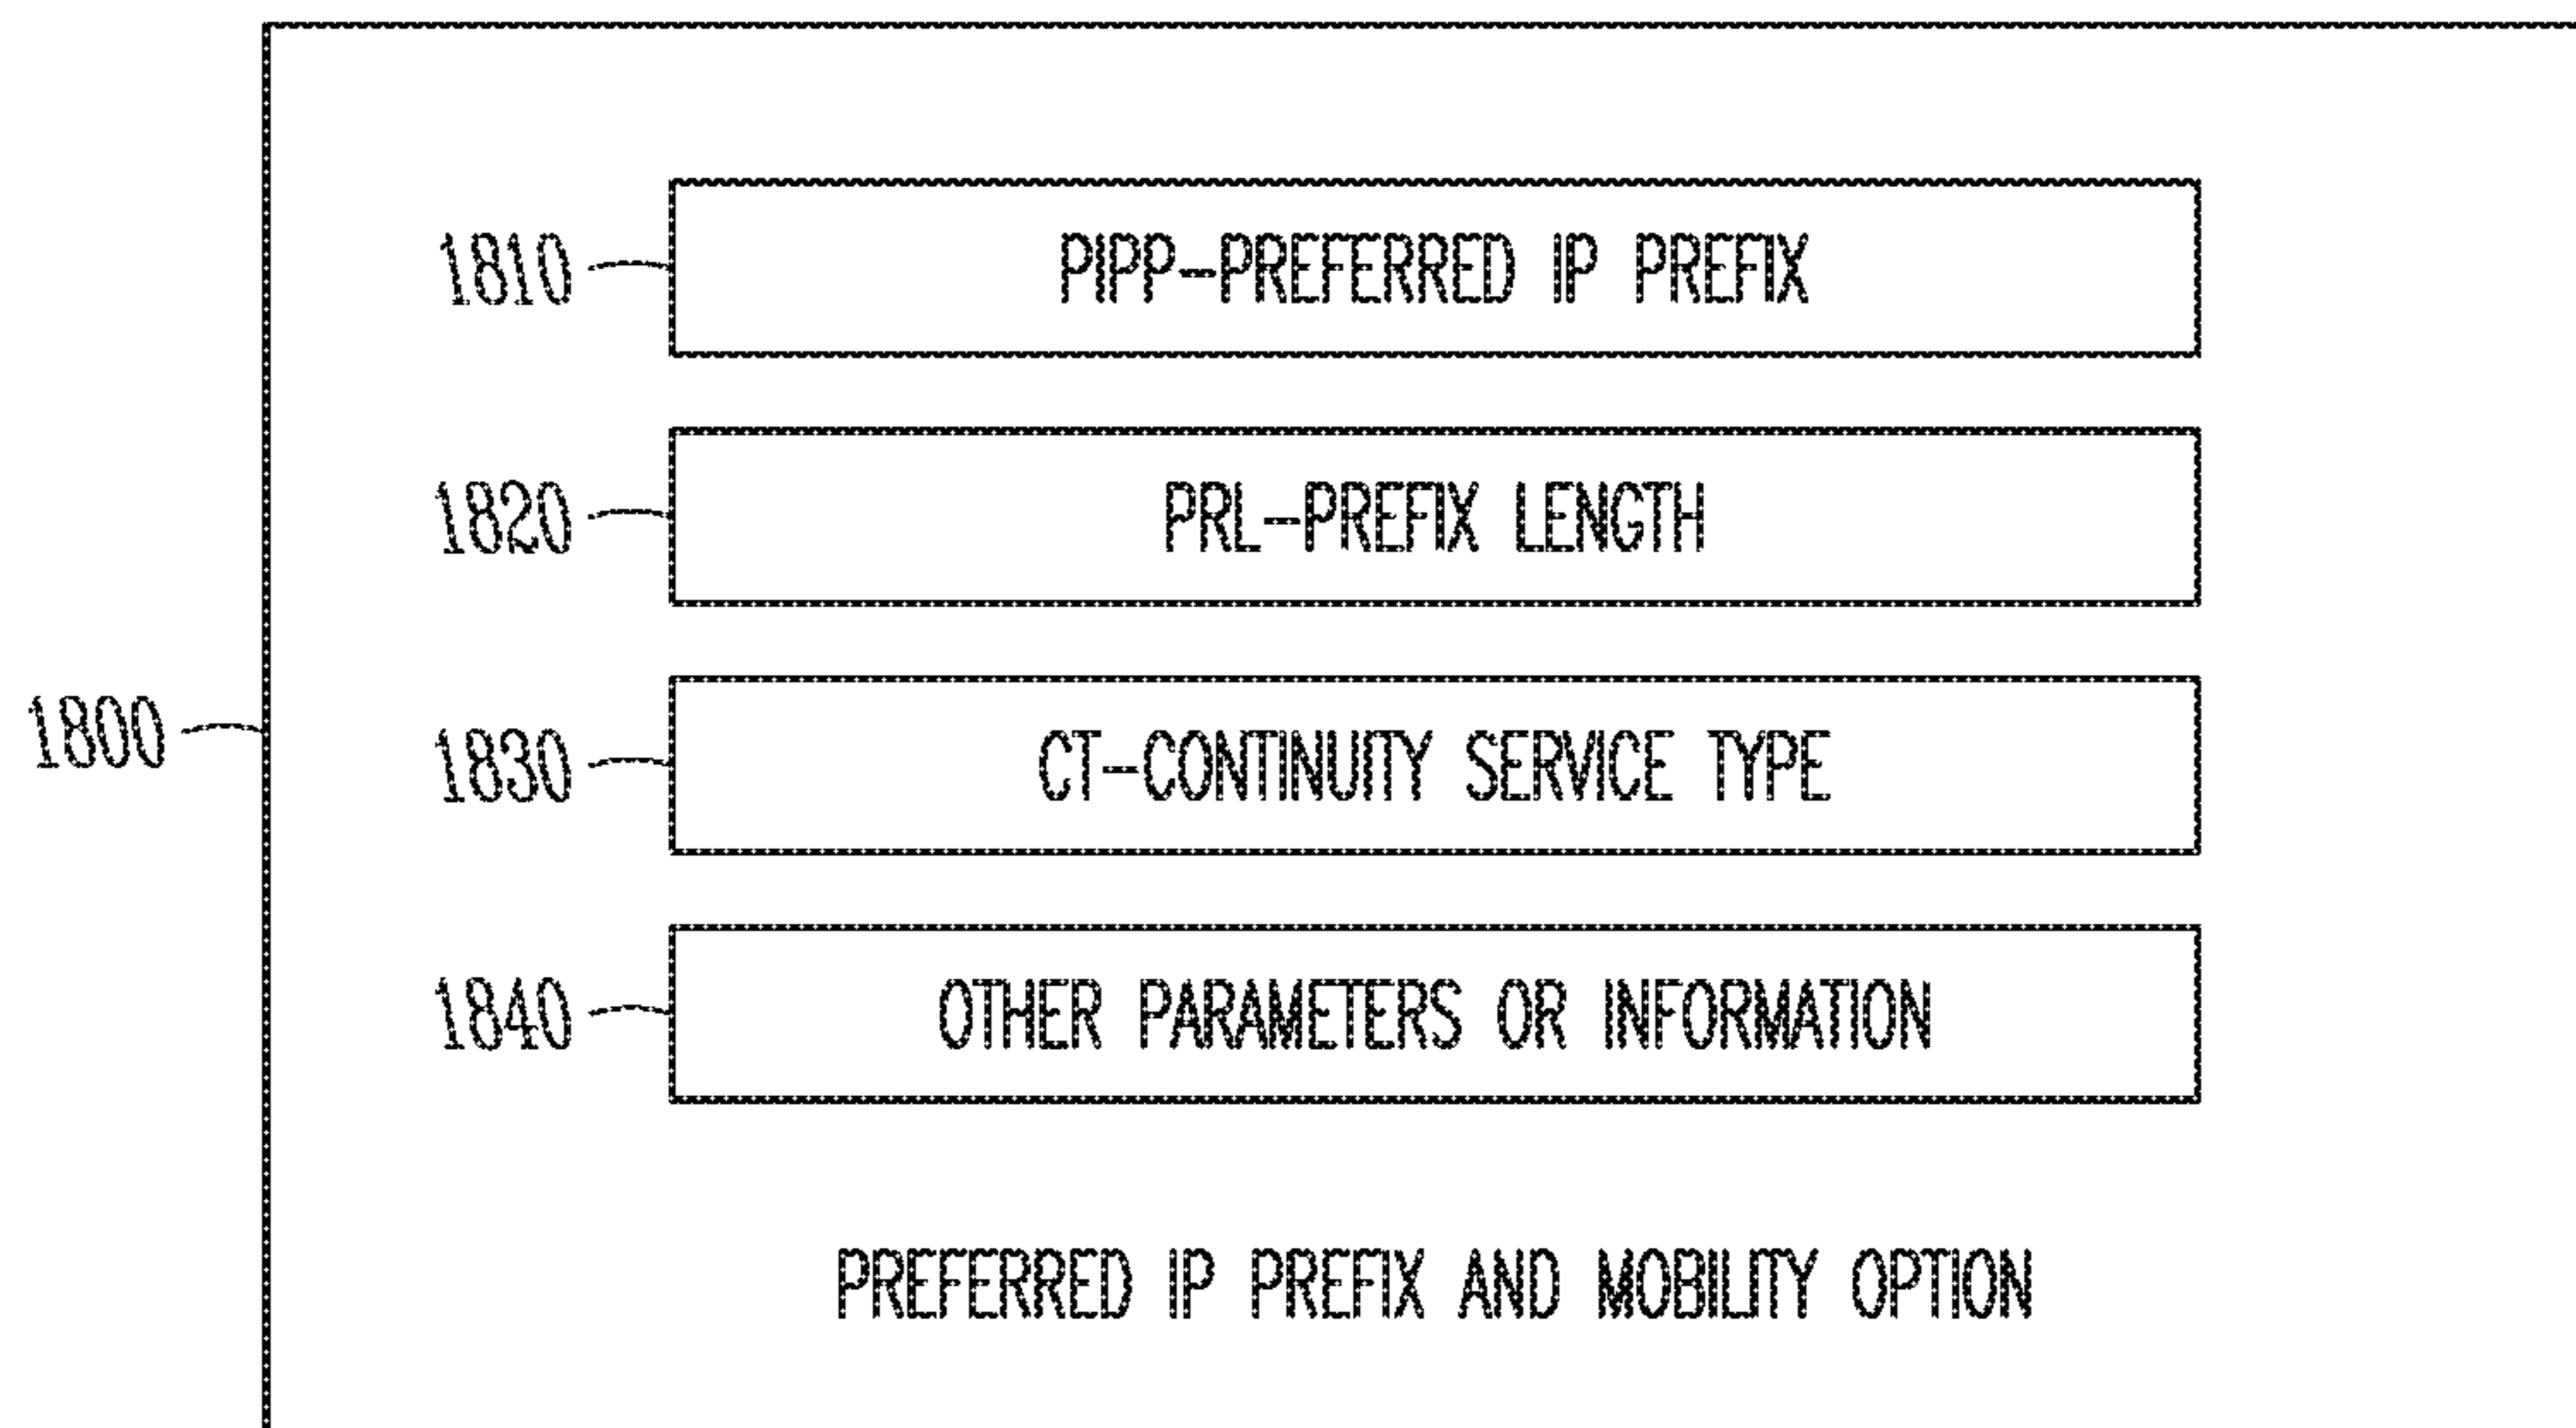 1810 PIPP-PREFERRED IP PREFIX
1820 PRL-PREFIX LENGTH
1800
1830 CT-CONTINUITY SERVICE TYPE
1840 OTHER PARAMETERS OR INFORMATION
PREFERRED IP PREFIX AND MOBILITY OPTION